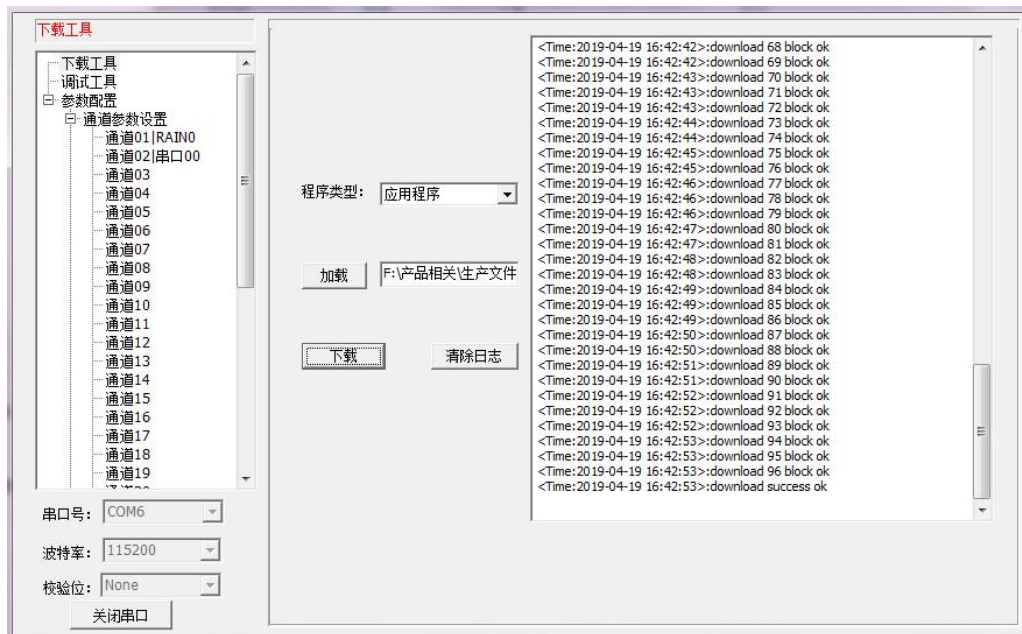 下载工具
下载工具
调试工具
参数配置
通道参数设置
通道01|RAIN0
通道02|串口00
通道03
通道04
通道05
通道06
通道07
通道08
通道09
通道10
通道11
通道12
通道13
通道14
通道15
通道16
通道17
通道18
通道19
串口号： COM6
波特率： 115200
校验位： None
关闭串口
程序类型： 应用程序
加载 F:\产品相关\生产文件
下载 清除日志
<Time:2019-04-19 16:42:42>:download 68 block ok
<Time:2019-04-19 16:42:42>:download 69 block ok
<Time:2019-04-19 16:42:43>:download 70 block ok
<Time:2019-04-19 16:42:43>:download 71 block ok
<Time:2019-04-19 16:42:43>:download 72 block ok
<Time:2019-04-19 16:42:44>:download 73 block ok
<Time:2019-04-19 16:42:44>:download 74 block ok
<Time:2019-04-19 16:42:45>:download 75 block ok
<Time:2019-04-19 16:42:45>:download 76 block ok
<Time:2019-04-19 16:42:46>:download 77 block ok
<Time:2019-04-19 16:42:46>:download 78 block ok
<Time:2019-04-19 16:42:46>:download 79 block ok
<Time:2019-04-19 16:42:47>:download 80 block ok
<Time:2019-04-19 16:42:47>:download 81 block ok
<Time:2019-04-19 16:42:48>:download 82 block ok
<Time:2019-04-19 16:42:48>:download 83 block ok
<Time:2019-04-19 16:42:49>:download 84 block ok
<Time:2019-04-19 16:42:49>:download 85 block ok
<Time:2019-04-19 16:42:49>:download 86 block ok
<Time:2019-04-19 16:42:50>:download 87 block ok
<Time:2019-04-19 16:42:50>:download 88 block ok
<Time:2019-04-19 16:42:51>:download 89 block ok
<Time:2019-04-19 16:42:51>:download 90 block ok
<Time:2019-04-19 16:42:52>:download 91 block ok
<Time:2019-04-19 16:42:52>:download 92 block ok
<Time:2019-04-19 16:42:52>:download 93 block ok
<Time:2019-04-19 16:42:53>:download 94 block ok
<Time:2019-04-19 16:42:53>:download 95 block ok
<Time:2019-04-19 16:42:53>:download 96 block ok
<Time:2019-04-19 16:42:53>:download success ok